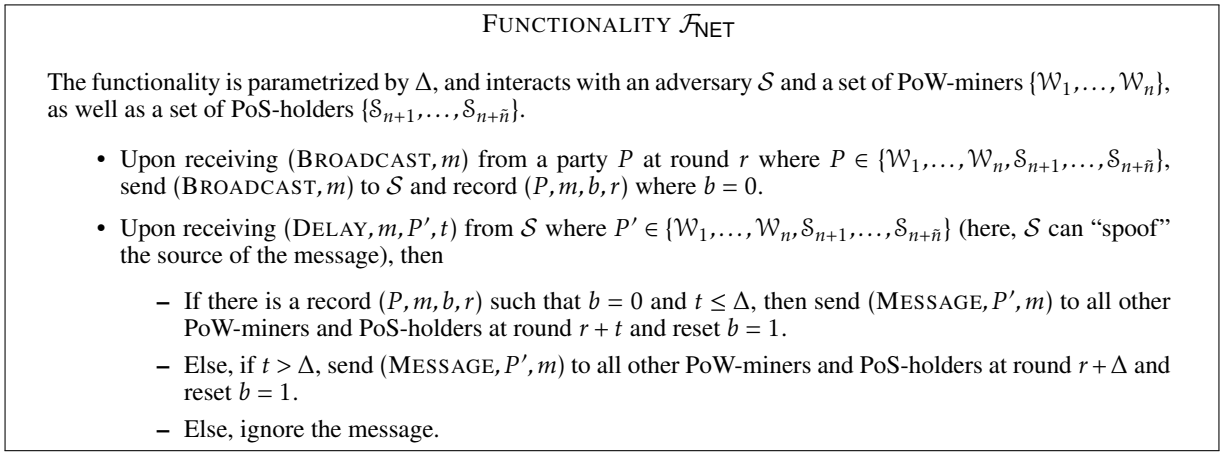 FUNCTIONALITY 𝓕NET
The functionality is parametrized by Δ, and interacts with an adversary 𝒮 and a set of PoW-miners {𝒲₁,…,𝒲ₙ},
as well as a set of PoS-holders {𝒮ₙ₊₁,…,𝒮ₙ₊ñ}.
• Upon receiving (BROADCAST, m) from a party P at round r where P ∈ {𝒲₁,…,𝒲ₙ,𝒮ₙ₊₁,…,𝒮ₙ₊ñ},
send (BROADCAST, m) to 𝒮 and record (P, m, b, r) where b = 0.
• Upon receiving (DELAY, m, P′, t) from 𝒮 where P′ ∈ {𝒲₁,…,𝒲ₙ,𝒮ₙ₊₁,…,𝒮ₙ₊ñ} (here, 𝒮 can “spoof”
the source of the message), then
– If there is a record (P, m, b, r) such that b = 0 and t ≤ Δ, then send (MESSAGE, P′, m) to all other
PoW-miners and PoS-holders at round r + t and reset b = 1.
– Else, if t > Δ, send (MESSAGE, P′, m) to all other PoW-miners and PoS-holders at round r + Δ and
reset b = 1.
– Else, ignore the message.